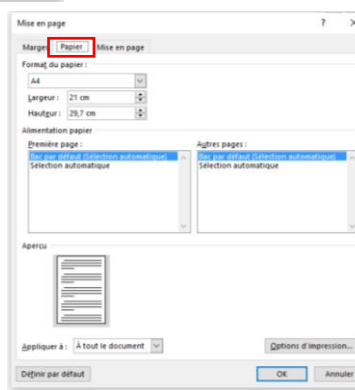 Mise en page ?
Marges Papier Mise en page
Format du papier :
A4
Largeur : 21 cm
Hauteur : 29,7 cm
Alimentation papier
Première page : Autres pages :
Bac par défaut (Sélection automatique) Bac par défaut (Sélection automatique)
Sélection automatique Sélection automatique
Aperçu
Appliquer à : À tout le document Options d'impression...
Définir par défaut OK Annuler